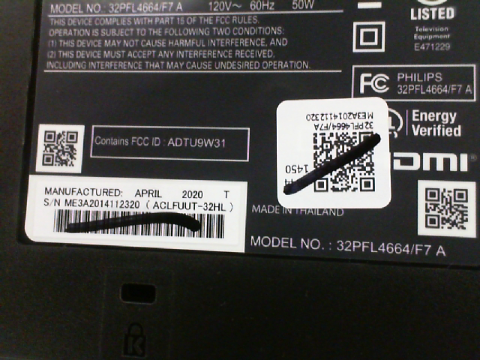 MODEL NO. : 32PFL4664/F7 A 120V~ 60Hz 50W
THIS DEVICE COMPLIES WITH PART 15 OF THE FCC RULES.
OPERATION IS SUBJECT TO THE FOLLOWING TWO CONDITIONS:
(1) THIS DEVICE MAY NOT CAUSE HARMFUL INTERFERENCE, AND
(2) THIS DEVICE MUST ACCEPT ANY INTERFERENCE RECEIVED,
INCLUDING INTERFERENCE THAT MAY CAUSE UNDESIRED OPERATION.
LISTED
Television
Equipment
E471229
FC
PHILIPS
32PFL4664/F7 A
Energy
Verified
HDMI
Contains FCC ID : ADTU9W31
ME3A2014112320
32PFL4664/F7A
1450
MANUFACTURED: APRIL 2020 T
S/N ME3A2014112320 ( ACLFUUT-32HL )
MADE IN THAILAND
MODEL NO. : 32PFL4664/F7 A